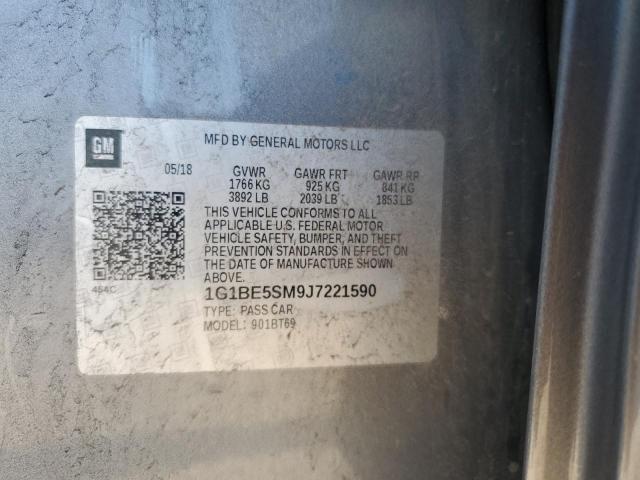 GM
MFD BY GENERAL MOTORS LLC
05/18 GVWR GAWR FRT GAWR RR
1766 KG 925 KG 841 KG
3892 LB 2039 LB 1853 LB
THIS VEHICLE CONFORMS TO ALL
APPLICABLE U.S. FEDERAL MOTOR
VEHICLE SAFETY, BUMPER, AND THEFT
PREVENTION STANDARDS IN EFFECT ON
THE DATE OF MANUFACTURE SHOWN
ABOVE.
454C
1G1BE5SM9J7221590
TYPE: PASS CAR
MODEL: 901BT69